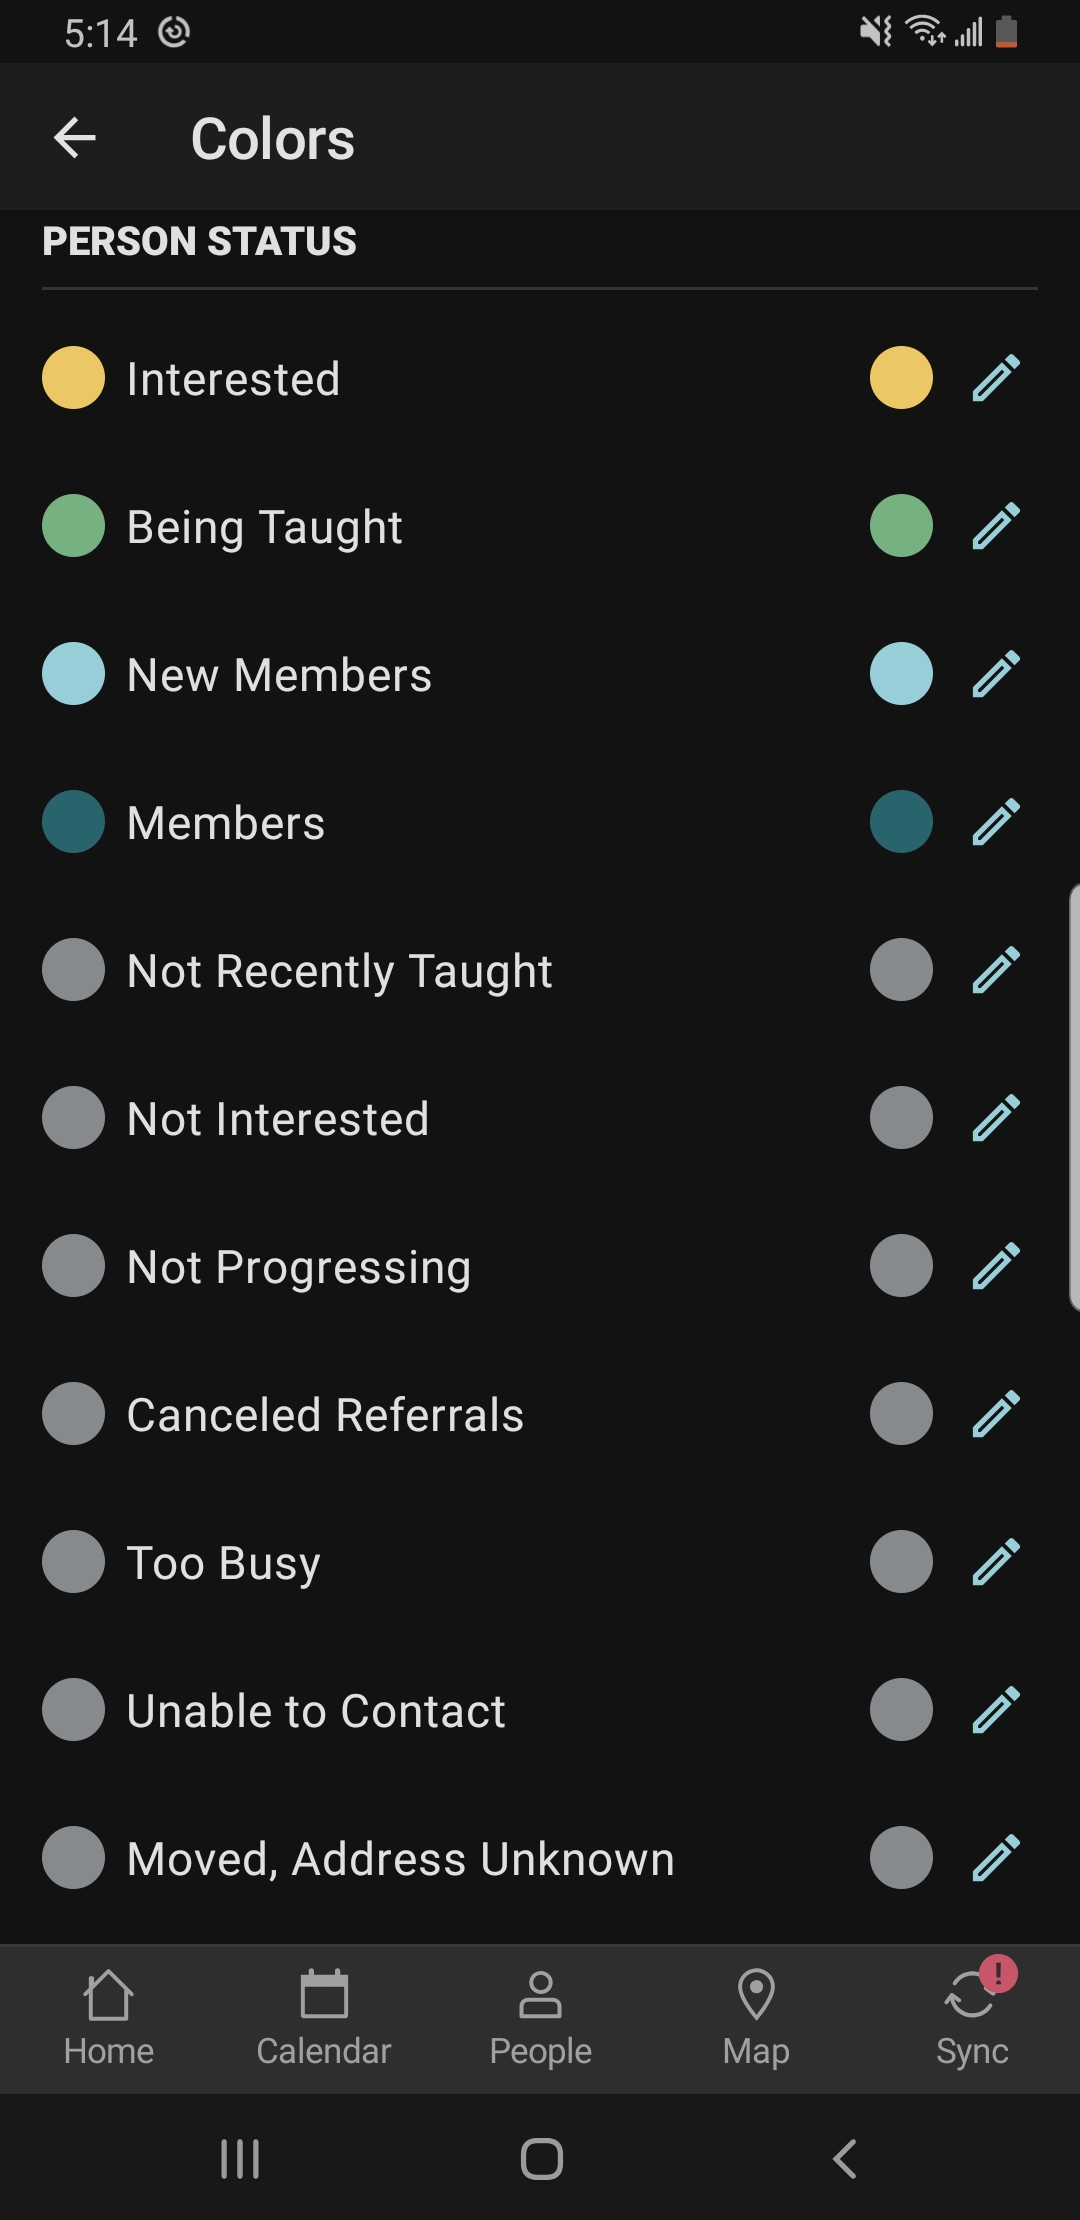 5:14
Colors
PERSON STATUS
Interested
Being Taught
New Members
Members
Not Recently Taught
Not Interested
Not Progressing
Canceled Referrals
Too Busy
Unable to Contact
Moved, Address Unknown
!
Home Calendar People Map Sync